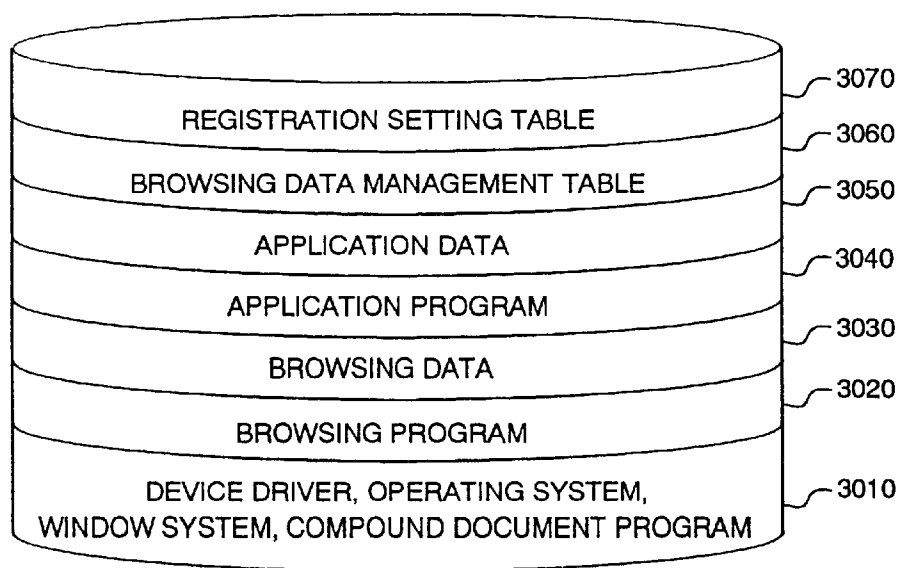 3070
REGISTRATION SETTING TABLE
3060
BROWSING DATA MANAGEMENT TABLE
3050
APPLICATION DATA
3040
APPLICATION PROGRAM
3030
BROWSING DATA
3020
BROWSING PROGRAM
3010
DEVICE DRIVER, OPERATING SYSTEM,
WINDOW SYSTEM, COMPOUND DOCUMENT PROGRAM